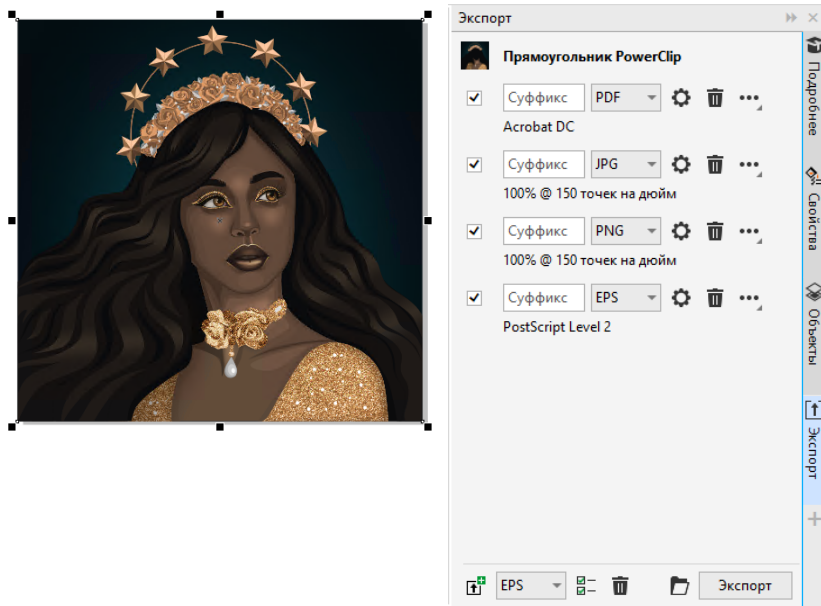 Экспорт
Прямоугольник PowerClip
Суффикс PDF
Acrobat DC
Суффикс JPG
100% @ 150 точек на дюйм
Суффикс PNG
100% @ 150 точек на дюйм
Суффикс EPS
PostScript Level 2
EPS Экспорт
Подробнее
Свойства
Объекты
Экспорт